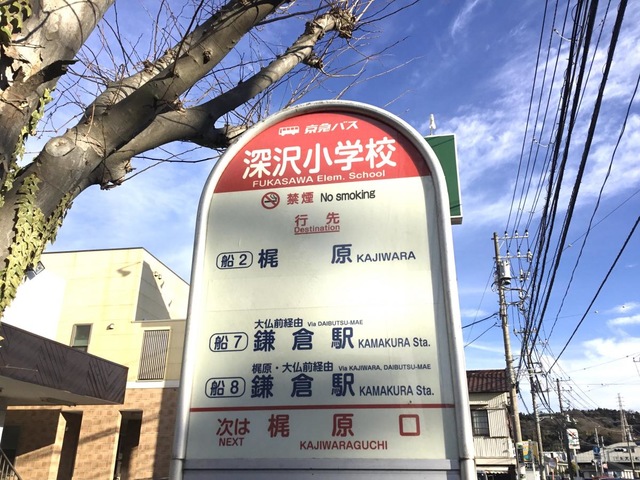 京急バス
深沢小学校
FUKASAWA Elem. School
禁煙 No smoking
行先
Destination
船2 梶原 KAJIWARA
大仏前経由 Via DAIBUTSU-MAE
船7 鎌倉駅 KAMAKURA Sta.
梶原・大仏前経由 Via KAJIWARA, DAIBUTSU-MAE
船8 鎌倉駅 KAMAKURA Sta.
次は 梶原口
NEXT KAJIWARAGUCHI